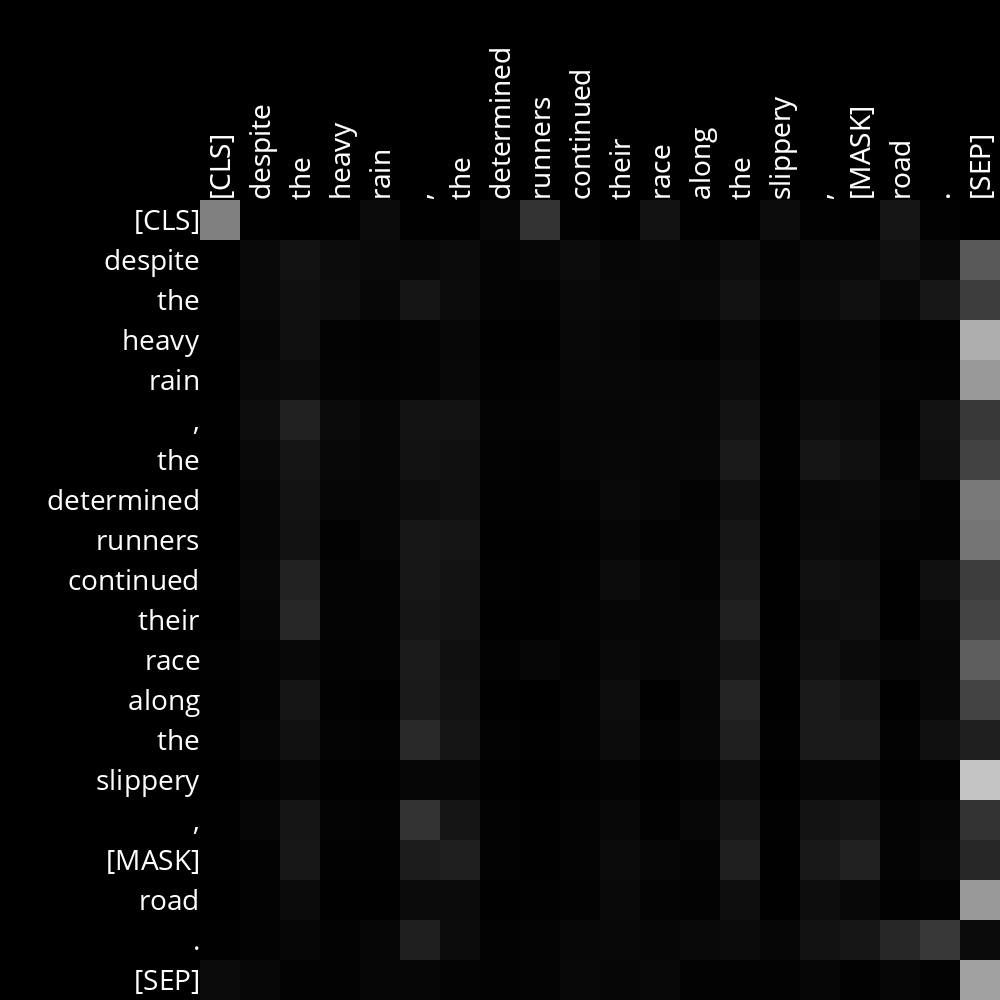 [CLS] despite the heavy rain , the determined runners continued their race along the slippery , [MASK] road . [SEP]
[CLS]
despite
the
heavy
rain
,
the
determined
runners
continued
their
race
along
the
slippery
,
[MASK]
road
.
[SEP]